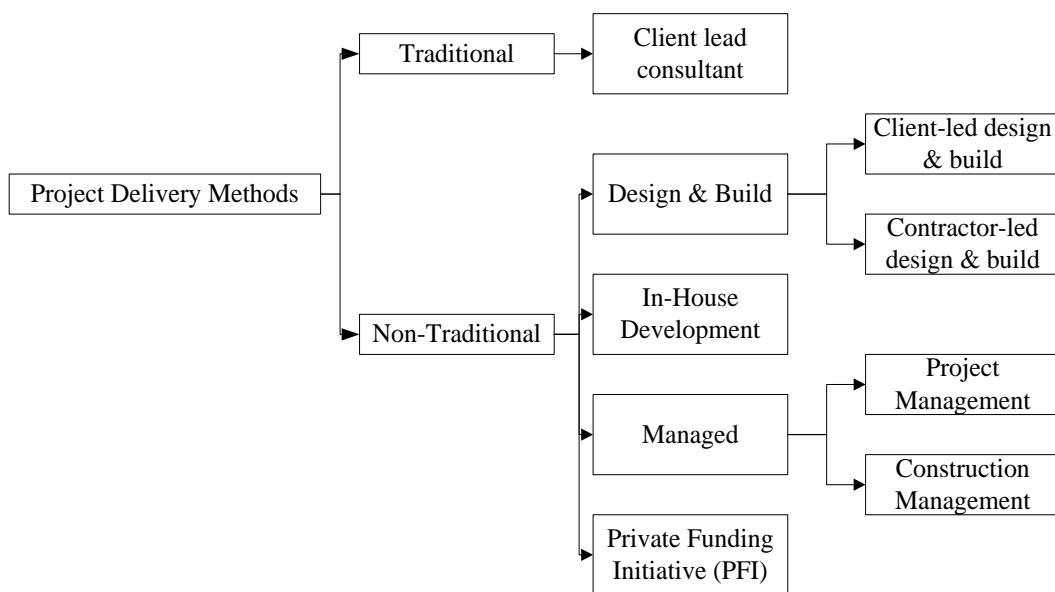 Project Delivery Methods
Traditional
Client lead
consultant
Non-Traditional
Design & Build
Client-led design
& build
Contractor-led
design & build
In-House
Development
Managed
Project
Management
Construction
Management
Private Funding
Initiative (PFI)